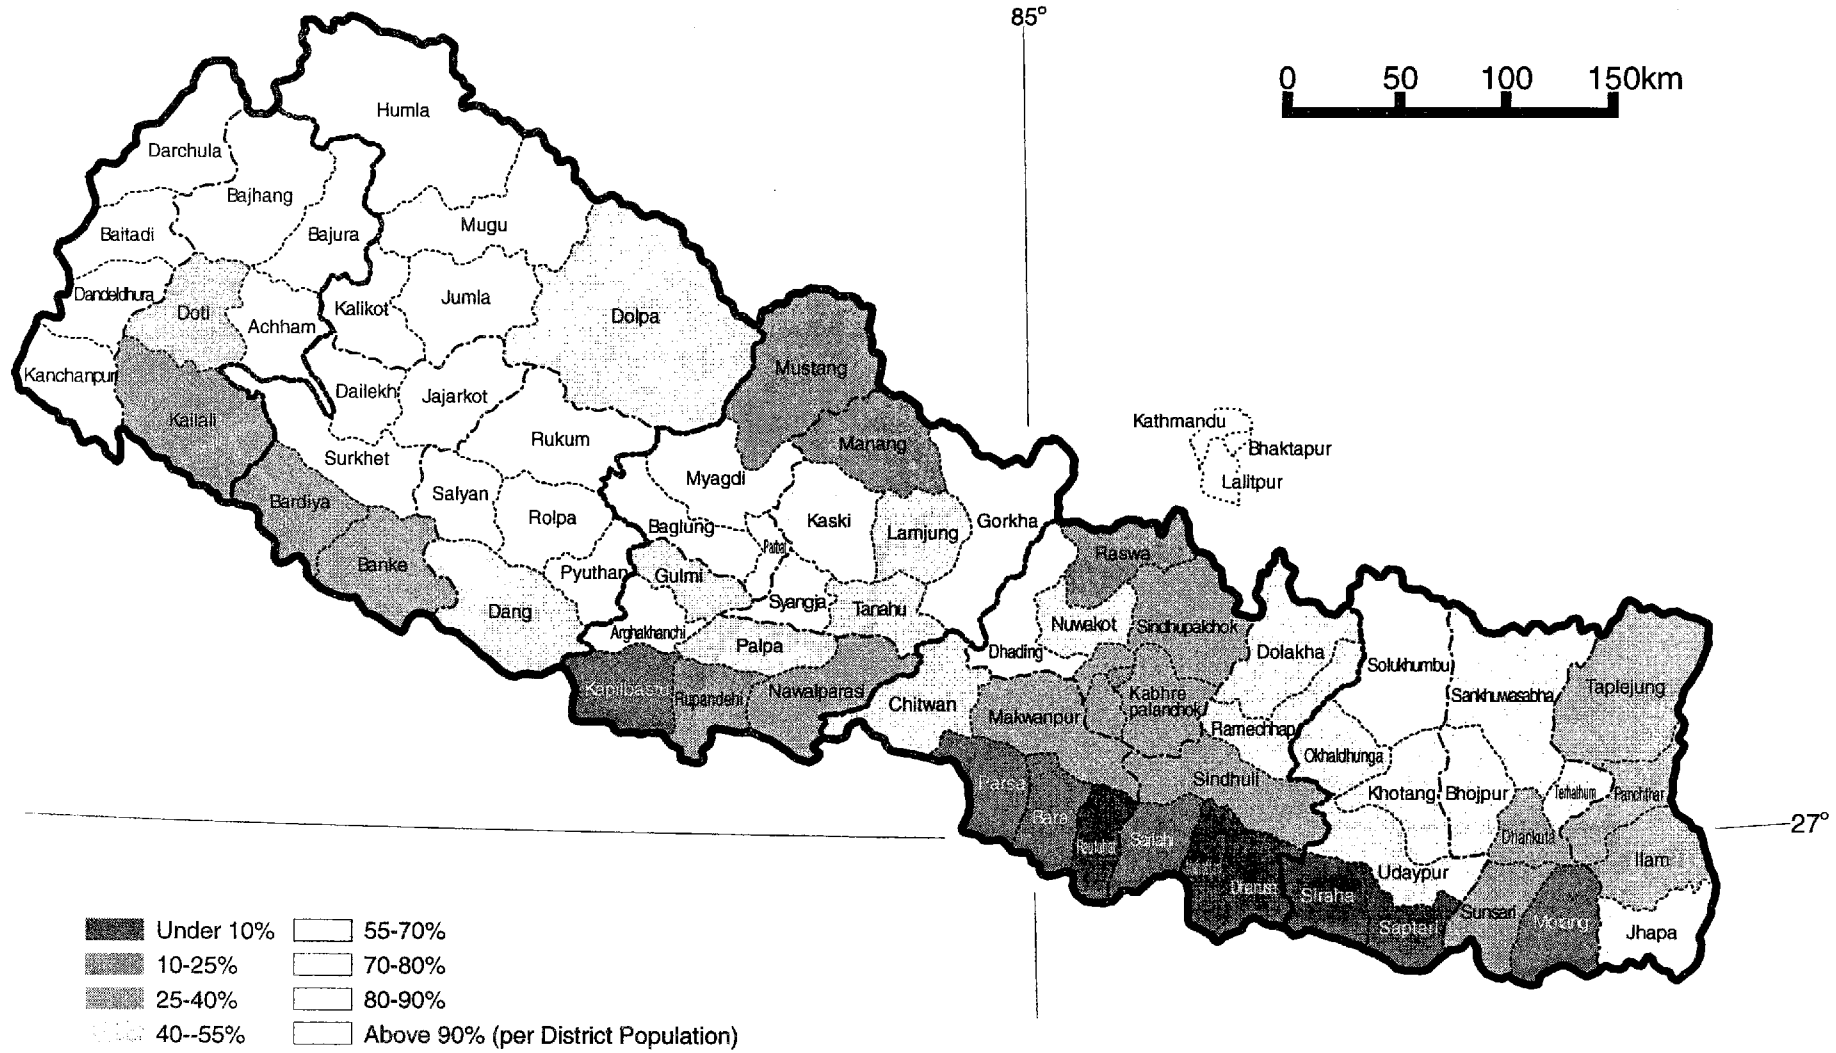 85°
0 50 100 150km
Humla
Darchula
Bajhang
Mugu
Baitadi
Bajura
Dandeldhura
Doti
Achham
Kalikot
Jumla
Dolpa
Kanchanpur
Dailekh
Jajarkot
Mustang
Kailali
Rukum
Manang
Kathmandu
Bhaktapur
Lalitpur
Surkhet
Myagdi
Bardiya
Salyan
Rolpa
Baglung
Kaski
Lamjung
Gorkha
Parbat
Raswa
Banke
Pyuthan
Gulmi
Syangja
Tanahu
Dang
Nuwakot
Sindhupalchok
Arghakhanchi
Palpa
Dhading
Dolakha
Solukhumbu
Kapilbastu
Rupandehi
Nawalparasi
Chitwan
Makwanpur
Kabhre
palanchok
Sankhuwasabha
Taplejung
Ramechhap
Okhaldhunga
Parsa
Sindhuli
Khotang
Bhojpur
Terhathum
Panchthar
Bara
Rautahat
Sarlahi
Dhankuta
27°
Ilam
Udaypur
Dhanusa
Siraha
Saptari
Sunsari
Morang
Jhapa
Under 10% 55-70%
10-25% 70-80%
25-40% 80-90%
40--55% Above 90% (per District Population)